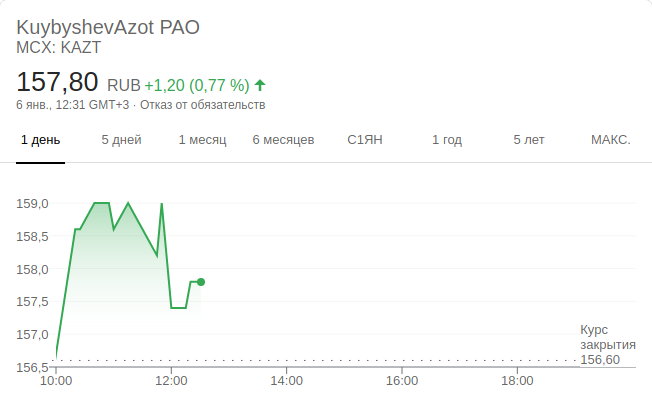 KuybyshevAzot PAO
MCX: KAZT
157,80 RUB +1,20 (0,77 %) ↑
6 янв., 12:31 GMT+3 · Отказ от обязательств
1 день 5 дней 1 месяц 6 месяцев С1ЯН 1 год 5 лет МАКС.
159,0
158,5
158,0
157,5
157,0
Курс
закрытия
156,60
156,5
10:00 12:00 14:00 16:00 18:00